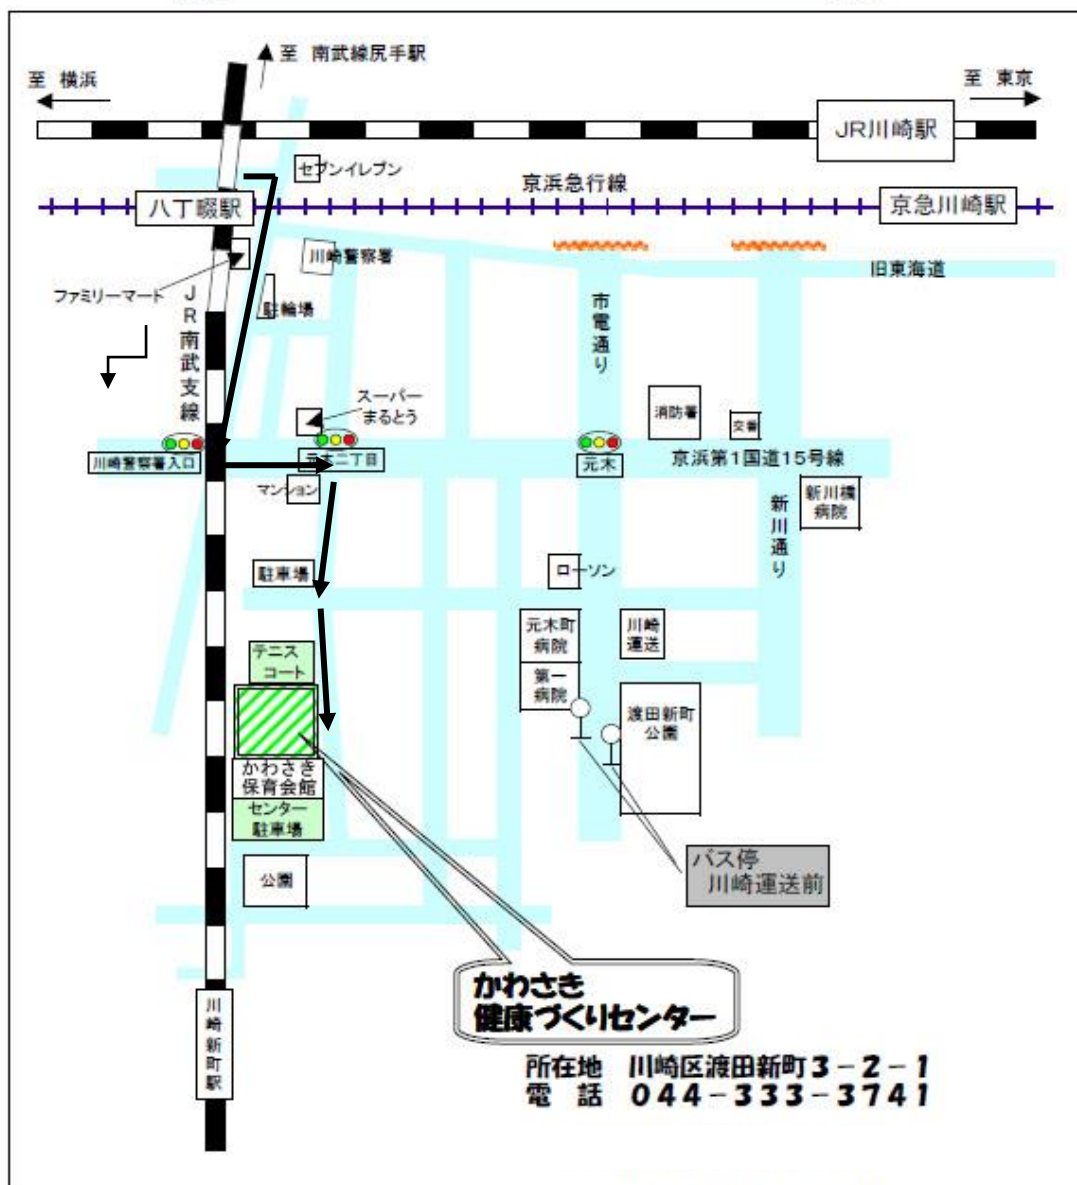 至 南武線尻手駅
至 横浜
至 東京
JR川崎駅
セブンイレブン
京浜急行線
八丁畷駅
京急川崎駅
川崎警察署
旧東海道
ファミリーマート
JR南武支線
駐輪場
市電通り
スーパー
まるとう
消防署
交番
川崎警察署入口
元木二丁目
元木
京浜第1国道15号線
マンション
新川橋
病院
新川通り
駐車場
ローソン
元木町
病院
川崎
運送
テニス
コート
第一
病院
渡田新町
公園
かわさき
保育会館
センター
駐車場
バス停
川崎運送前
公園
かわさき
健康づくりセンター
川崎新町駅
所在地 川崎区渡田新町3-2-1
電 話 044-333-3741